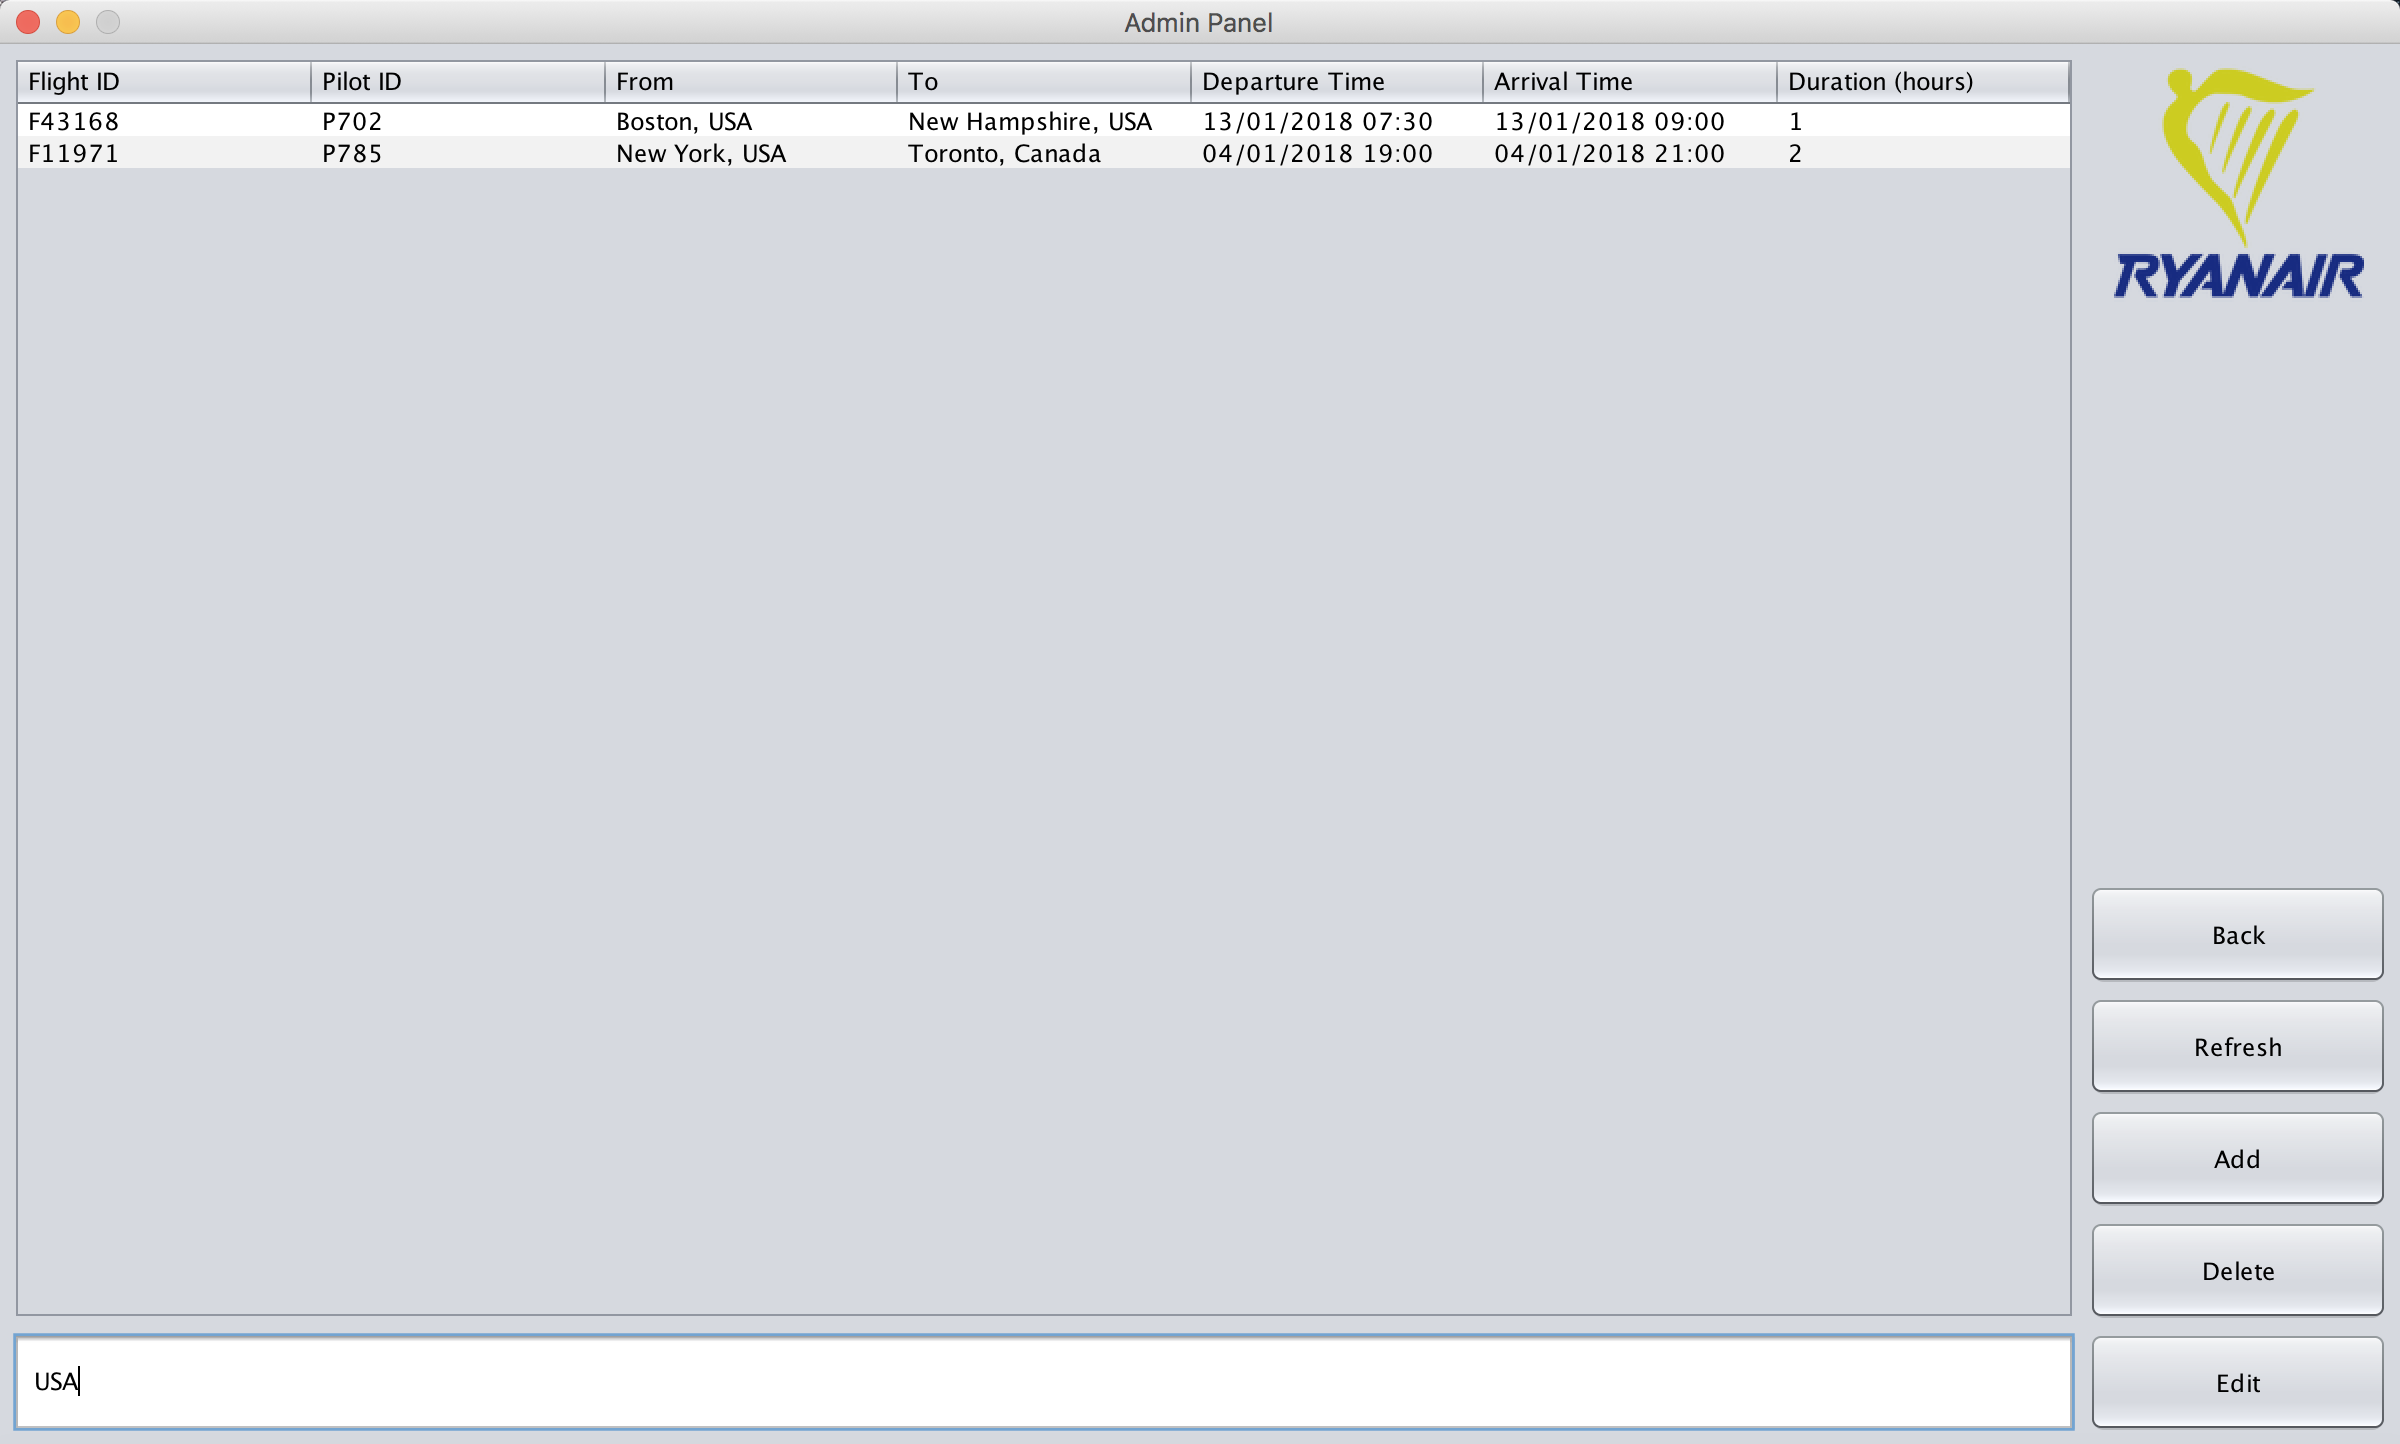 Admin Panel
Flight ID Pilot ID From To Departure Time Arrival Time Duration (hours)
F43168 P702 Boston, USA New Hampshire, USA 13/01/2018 07:30 13/01/2018 09:00 1
F11971 P785 New York, USA Toronto, Canada 04/01/2018 19:00 04/01/2018 21:00 2
RYANAIR
Back
Refresh
Add
Delete
USA
Edit